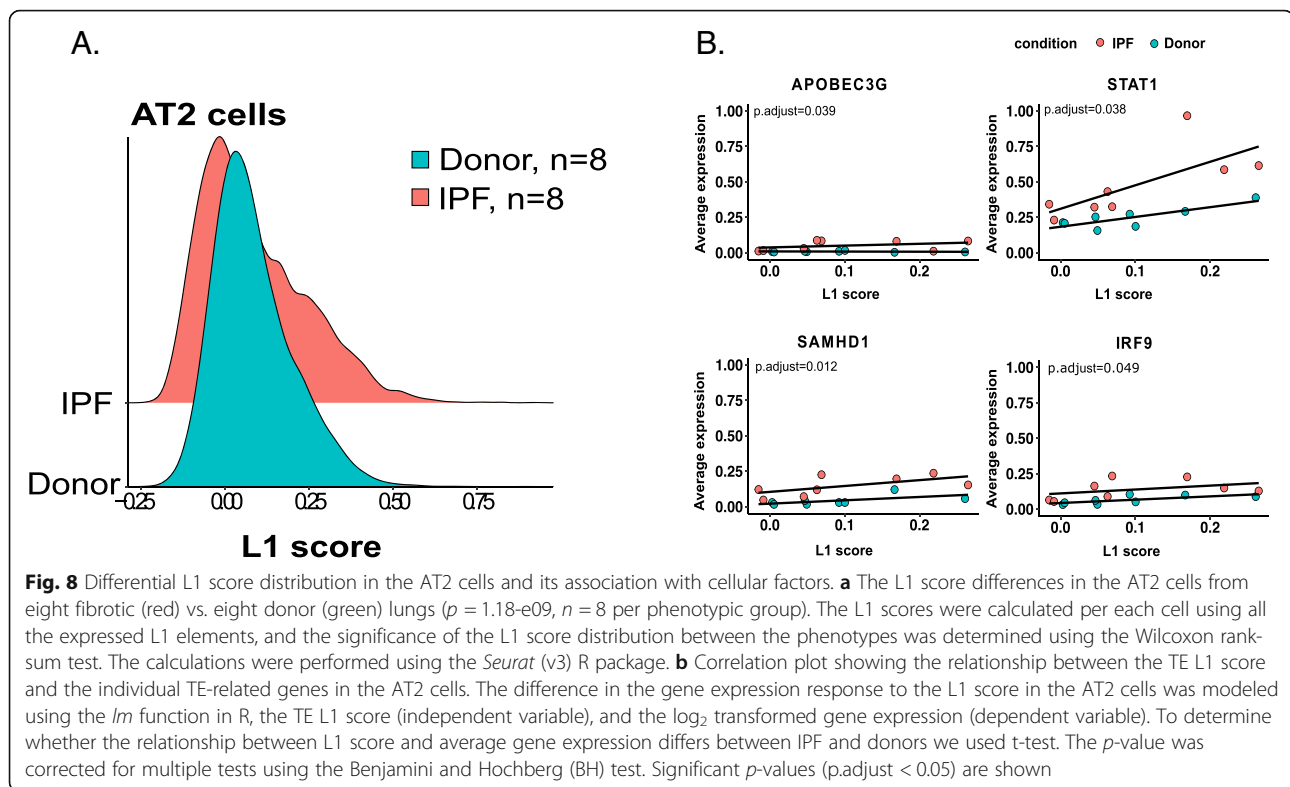 A.
AT2 cells
Donor, n=8
IPF, n=8
IPF
Donor
-0.25 0.00 0.25 0.50 0.75
L1 score
B.
condition IPF Donor
APOBEC3G
p.adjust=0.039
Average expression
1.00
0.75
0.50
0.25
0.00
0.0 0.1 0.2
L1 score
STAT1
p.adjust=0.038
Average expression
1.00
0.75
0.50
0.25
0.00
0.0 0.1 0.2
L1 score
SAMHD1
p.adjust=0.012
Average expression
1.00
0.75
0.50
0.25
0.00
0.0 0.1 0.2
L1 score
IRF9
p.adjust=0.049
Average expression
1.00
0.75
0.50
0.25
0.00
0.0 0.1 0.2
L1 score
Fig. 8 Differential L1 score distribution in the AT2 cells and its association with cellular factors. a The L1 score differences in the AT2 cells from
eight fibrotic (red) vs. eight donor (green) lungs (p = 1.18-e09, n = 8 per phenotypic group). The L1 scores were calculated per each cell using all
the expressed L1 elements, and the significance of the L1 score distribution between the phenotypes was determined using the Wilcoxon rank-
sum test. The calculations were performed using the Seurat (v3) R package. b Correlation plot showing the relationship between the TE L1 score
and the individual TE-related genes in the AT2 cells. The difference in the gene expression response to the L1 score in the AT2 cells was modeled
using the lm function in R, the TE L1 score (independent variable), and the log₂ transformed gene expression (dependent variable). To determine
whether the relationship between L1 score and average gene expression differs between IPF and donors we used t-test. The p-value was
corrected for multiple tests using the Benjamini and Hochberg (BH) test. Significant p-values (p.adjust < 0.05) are shown